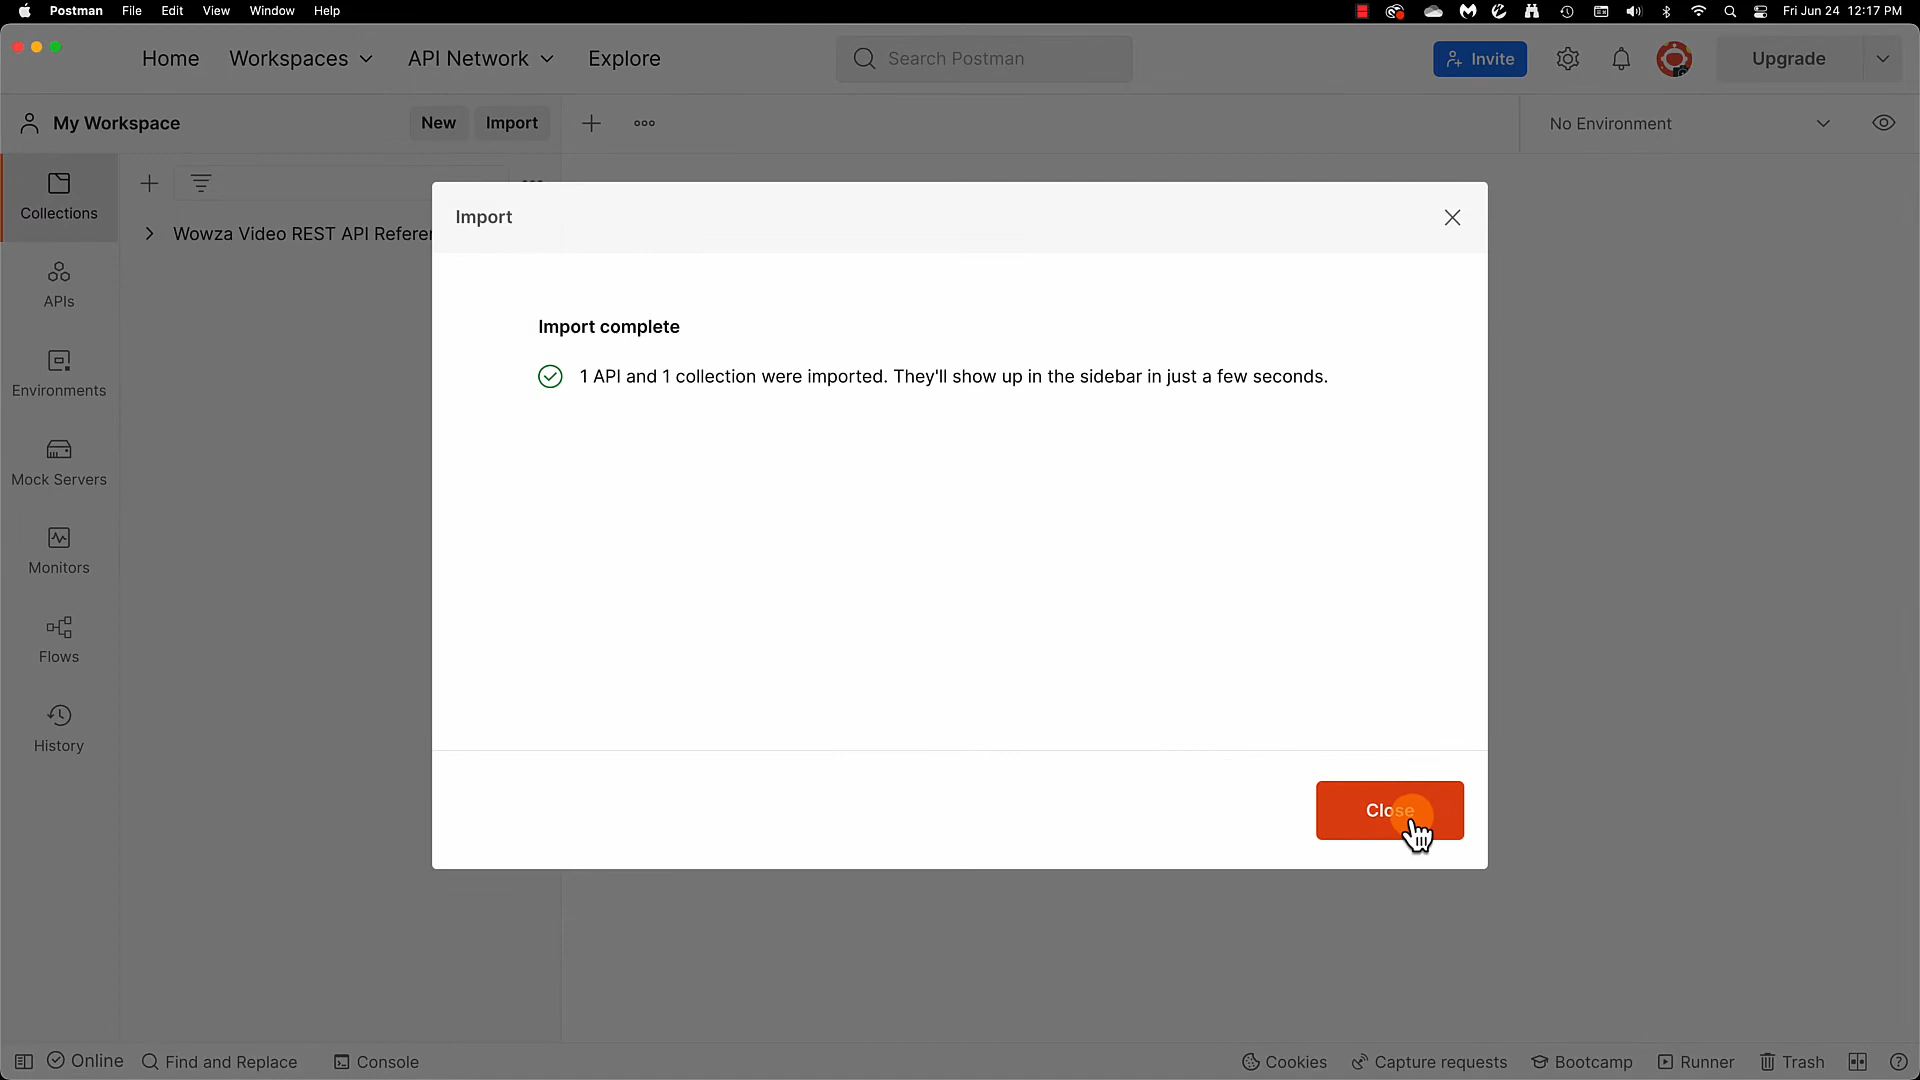 Postman File Edit View Window Help Fri Jun 24 12:17 PM
Home Workspaces API Network Explore Search Postman Invite Upgrade
My Workspace New Import No Environment
Collections
Wowza Video REST API Refere
APIs
Environments
Mock Servers
Monitors
Flows
History
Import
Import complete
1 API and 1 collection were imported. They'll show up in the sidebar in just a few seconds.
Close
Online Find and Replace Console Cookies Capture requests Bootcamp Runner Trash